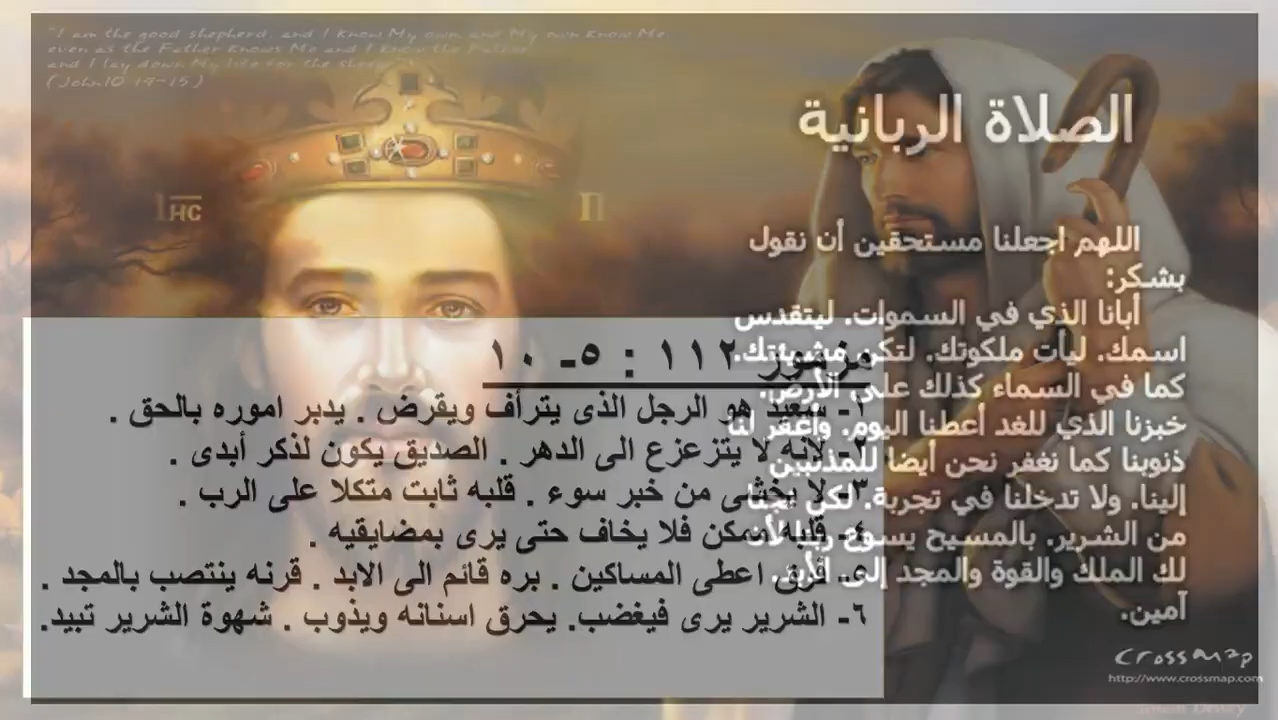 "I am the good shepherd, and I know My own and My own know Me,
even as the Father knows Me and I know the Father
and I lay down My life for the sheep"
(John10 14-15)
الصلاة الربانية
IHC
П
اللهم اجعلنا مستحقين أن نقول
بشكر:
أبانا الذي في السموات. ليتقدس
اسمك. ليأت ملكوتك. لتكن مشيئتك.
كما في السماء كذلك على الأرض.
خبزنا الذي للغد أعطنا اليوم. واغفر لنا
ذنوبنا كما نغفر نحن أيضا للمذنبين
إلينا. ولا تدخلنا في تجربة. لكن نجنا
من الشرير. بالمسيح يسوع ربنا لأن
لك الملك والقوة والمجد إلى الأبد.
آمين.
مزمور ١١٢ : ٥- ١٠
١- سعيد هو الرجل الذى يترأف ويقرض . يدبر اموره بالحق .
٢- لانه لا يتزعزع الى الدهر . الصديق يكون لذكر أبدى .
٣- لا يخشى من خبر سوء . قلبه ثابت متكلا على الرب .
٤- قلبه ممكن فلا يخاف حتى يرى بمضايقيه .
٥- فرق اعطى المساكين . بره قائم الى الابد . قرنه ينتصب بالمجد .
٦- الشرير يرى فيغضب. يحرق اسنانه ويذوب . شهوة الشرير تبيد.
crossmap
http://www.crossmap.com